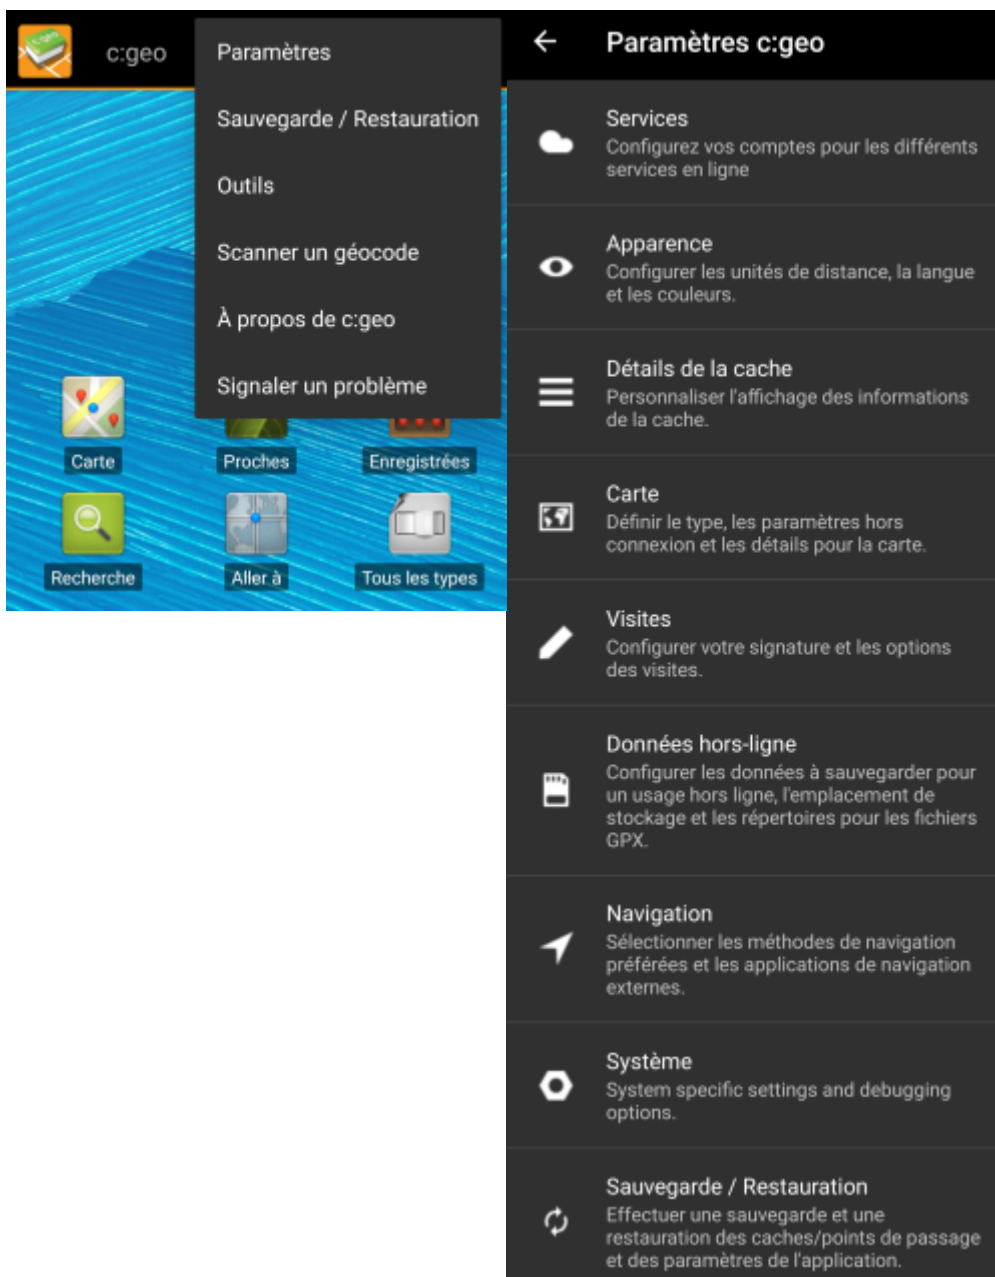 c:geo
Paramètres
Sauvegarde / Restauration
Outils
Scanner un géocode
À propos de c:geo
Signaler un problème
Carte
Proches
Enregistrées
Recherche
Aller à
Tous les types
Paramètres c:geo
Services
Configurez vos comptes pour les différents
services en ligne
Apparence
Configurer les unités de distance, la langue
et les couleurs.
Détails de la cache
Personnaliser l'affichage des informations
de la cache.
Carte
Définir le type, les paramètres hors
connexion et les détails pour la carte.
Visites
Configurer votre signature et les options
des visites.
Données hors-ligne
Configurer les données à sauvegarder pour
un usage hors ligne, l'emplacement de
stockage et les répertoires pour les fichiers
GPX.
Navigation
Sélectionner les méthodes de navigation
préférées et les applications de navigation
externes.
Système
System specific settings and debugging
options.
Sauvegarde / Restauration
Effectuer une sauvegarde et une
restauration des caches/points de passage
et des paramètres de l'application.